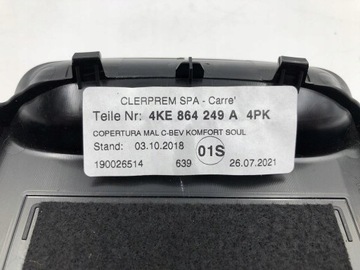 CLERPREM SPA - Carre'
Teile Nr: 4KE 864 249 A 4PK
COPERTURA MAL C-BEV KOMFORT SOUL
Stand: 03.10.2018 01S
190026514 639 26.07.2021